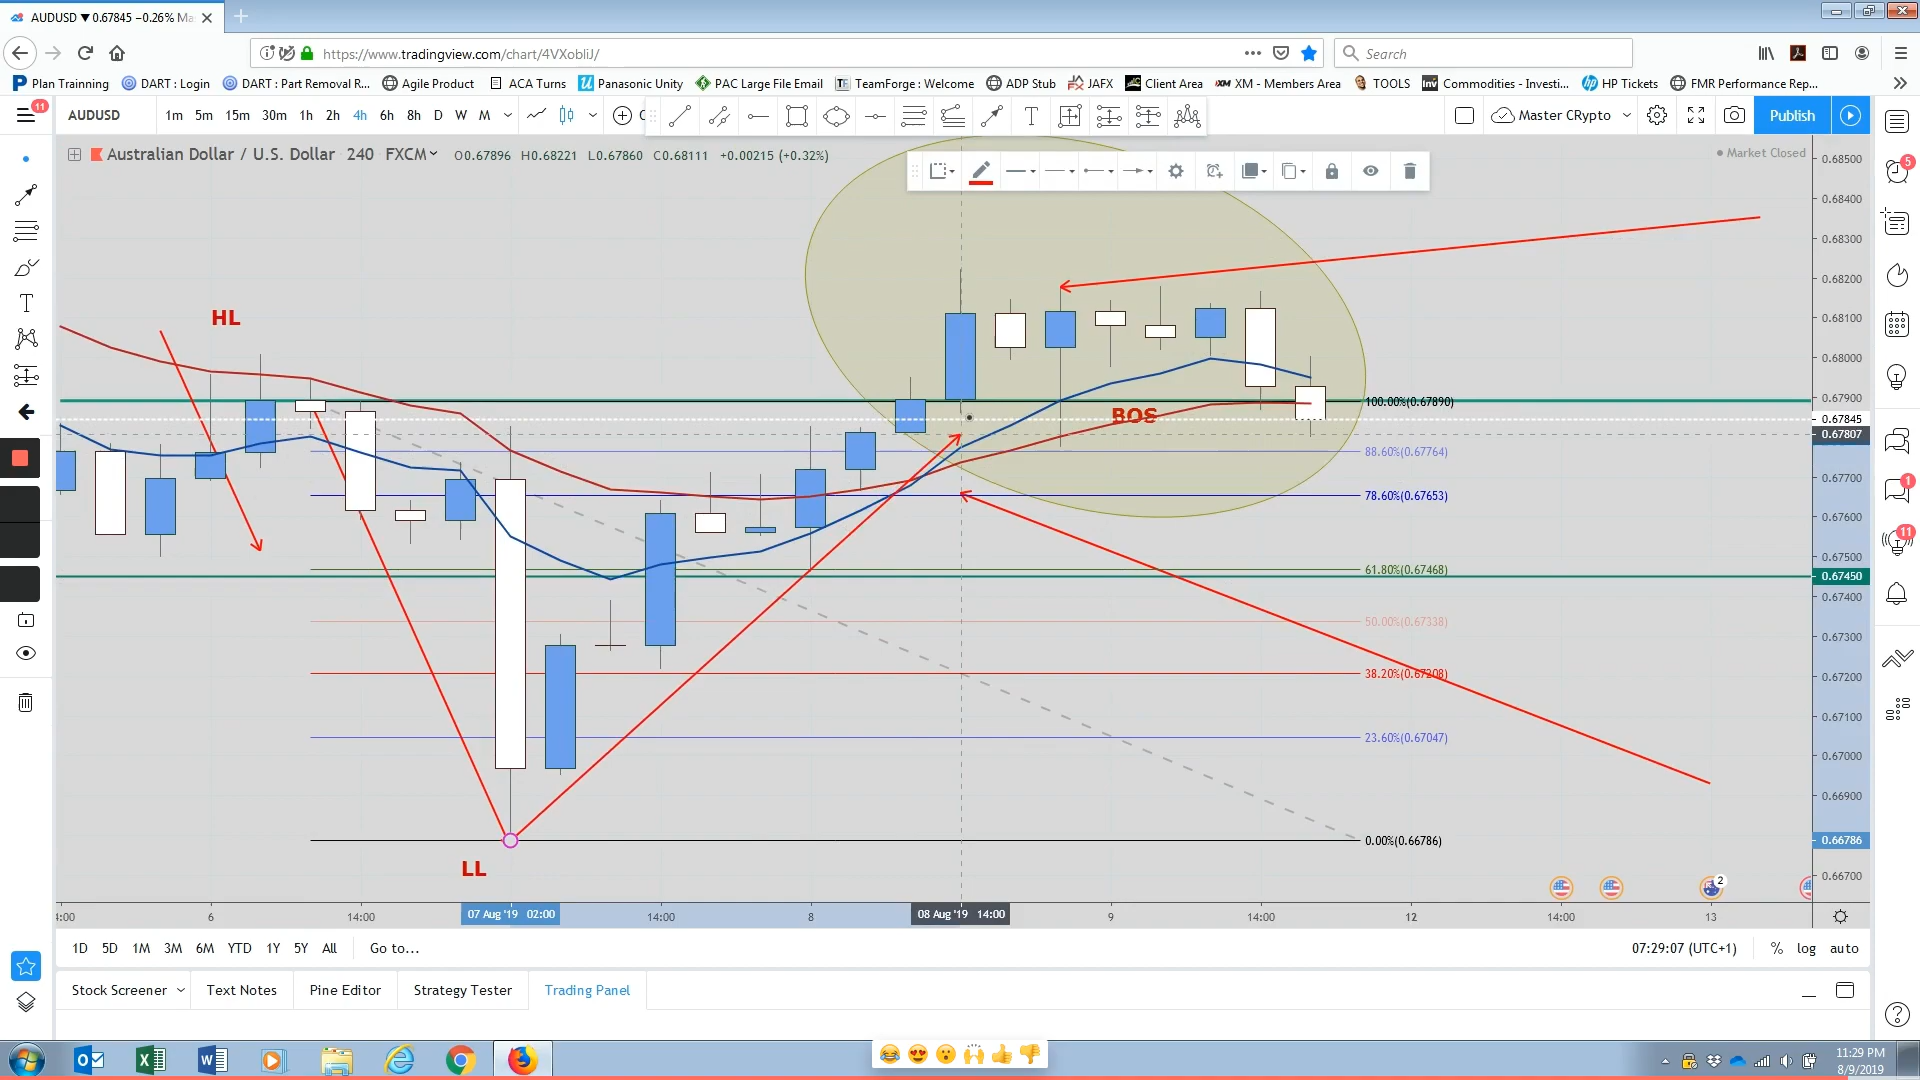 AUDUSD ▼ 0.67845 −0.26% Ma
https://www.tradingview.com/chart/4VXobliJ/
Search
Plan Trainning
DART : Login
DART : Part Removal R...
Agile Product
ACA Turns
Panasonic Unity
PAC Large File Email
TeamForge : Welcome
ADP Stub
JAFX
Client Area
XM - Members Area
TOOLS
Commodities - Investi...
HP Tickets
FMR Performance Rep...
11
AUDUSD
1m 5m 15m 30m 1h 2h 4h 6h 8h D W M
Master CRypto
Publish
Australian Dollar / U.S. Dollar 240 FXCM
O0.67896 H0.68221 L0.67860 C0.68111 +0.00215 (+0.32%)
Market Closed
5
1
11
HL
BOS
LL
100.00%(0.67890)
88.60%(0.67764)
78.60%(0.67653)
61.80%(0.67468)
50.00%(0.67338)
38.20%(0.67208)
23.60%(0.67047)
0.00%(0.66786)
0.68500
0.68400
0.68300
0.68200
0.68100
0.68000
0.67900
0.67845
0.67807
0.67700
0.67600
0.67500
0.67450
0.67400
0.67300
0.67200
0.67100
0.67000
0.66900
0.66786
0.66700
2
4:00 6 14:00 07 Aug '19 02:00 14:00 8 08 Aug '19 14:00 9 14:00 12 14:00 13
1D 5D 1M 3M 6M YTD 1Y 5Y All Go to...
07:29:07 (UTC+1) % log auto
Stock Screener Text Notes Pine Editor Strategy Tester Trading Panel
11:29 PM
8/9/2019